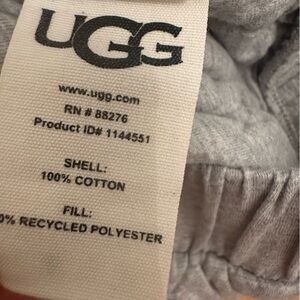 UGG
www.ugg.com
RN # 88276
Product ID# 1144551
SHELL:
100% COTTON
FILL:
0% RECYCLED POLYESTER